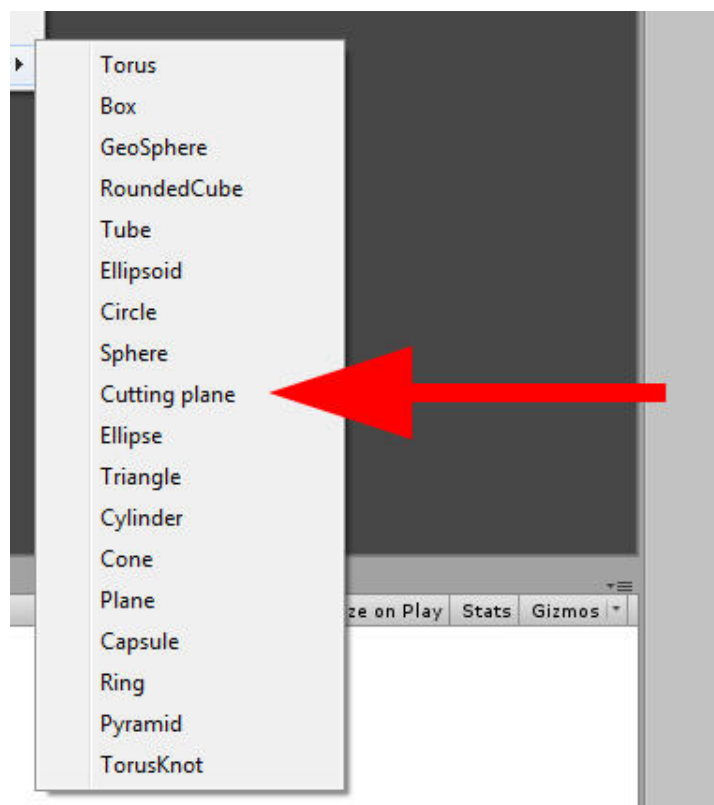 Torus
Box
GeoSphere
RoundedCube
Tube
Ellipsoid
Circle
Sphere
Cutting plane
Ellipse
Triangle
Cylinder
Cone
Plane
ze on Play Stats Gizmos
Capsule
Ring
Pyramid
TorusKnot